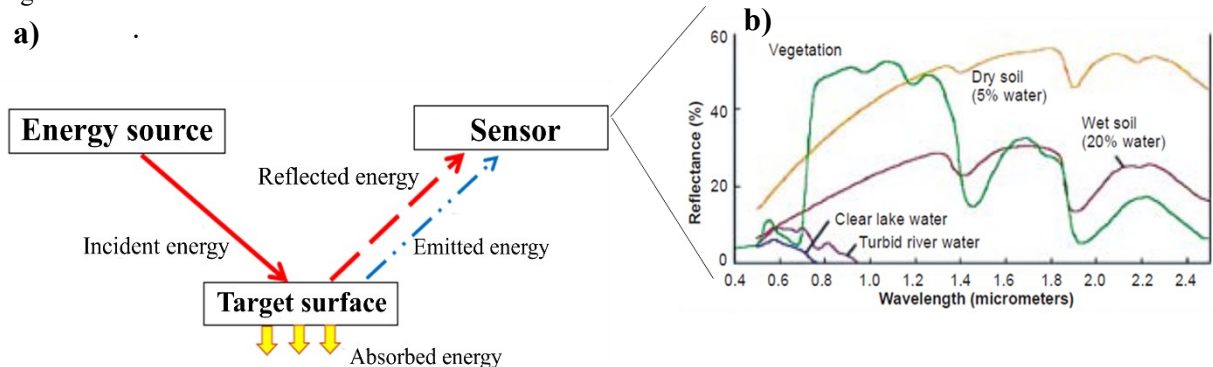 a)
.
Energy source
Sensor
Reflected energy
Incident energy
Emitted energy
Target surface
Absorbed energy
b)
60
40
20
0
Reflectance (%)
Vegetation
Dry soil
(5% water)
Wet soil
(20% water)
Clear lake water
Turbid river water
0.4 0.6 0.8 1.0 1.2 1.4 1.6 1.8 2.0 2.2 2.4
Wavelength (micrometers)